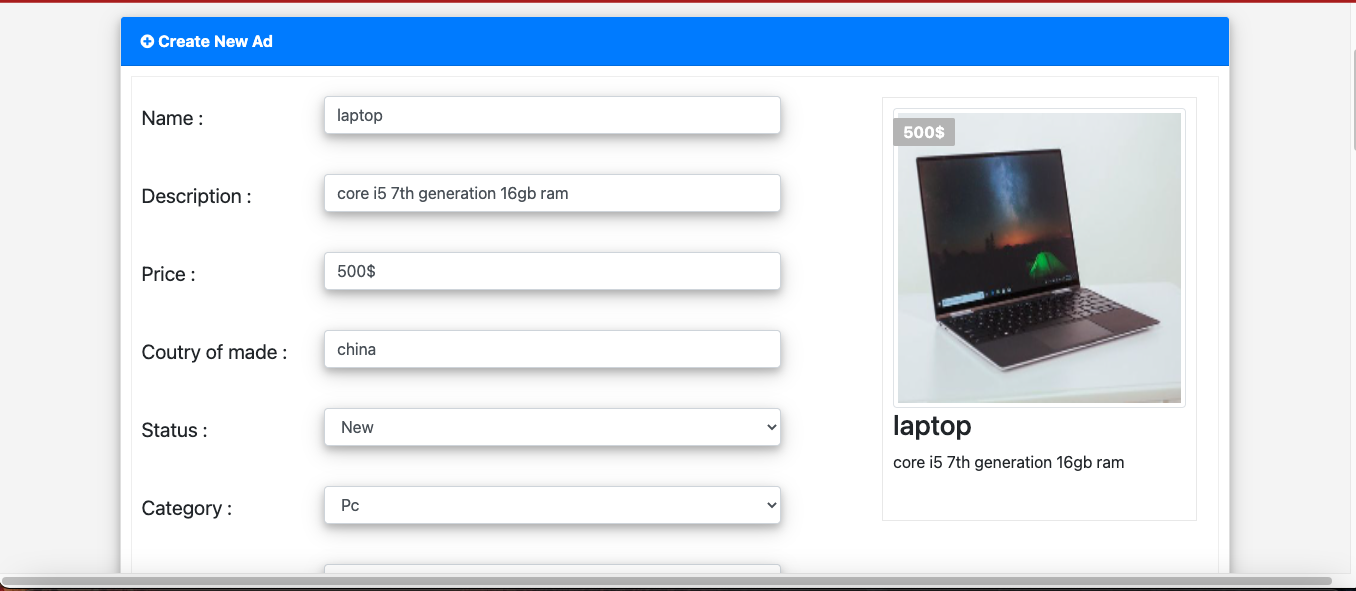 Create New Ad
Name :
laptop
Description :
core i5 7th generation 16gb ram
Price :
500$
Coutry of made :
china
Status :
New
Category :
Pc
500$
laptop
core i5 7th generation 16gb ram